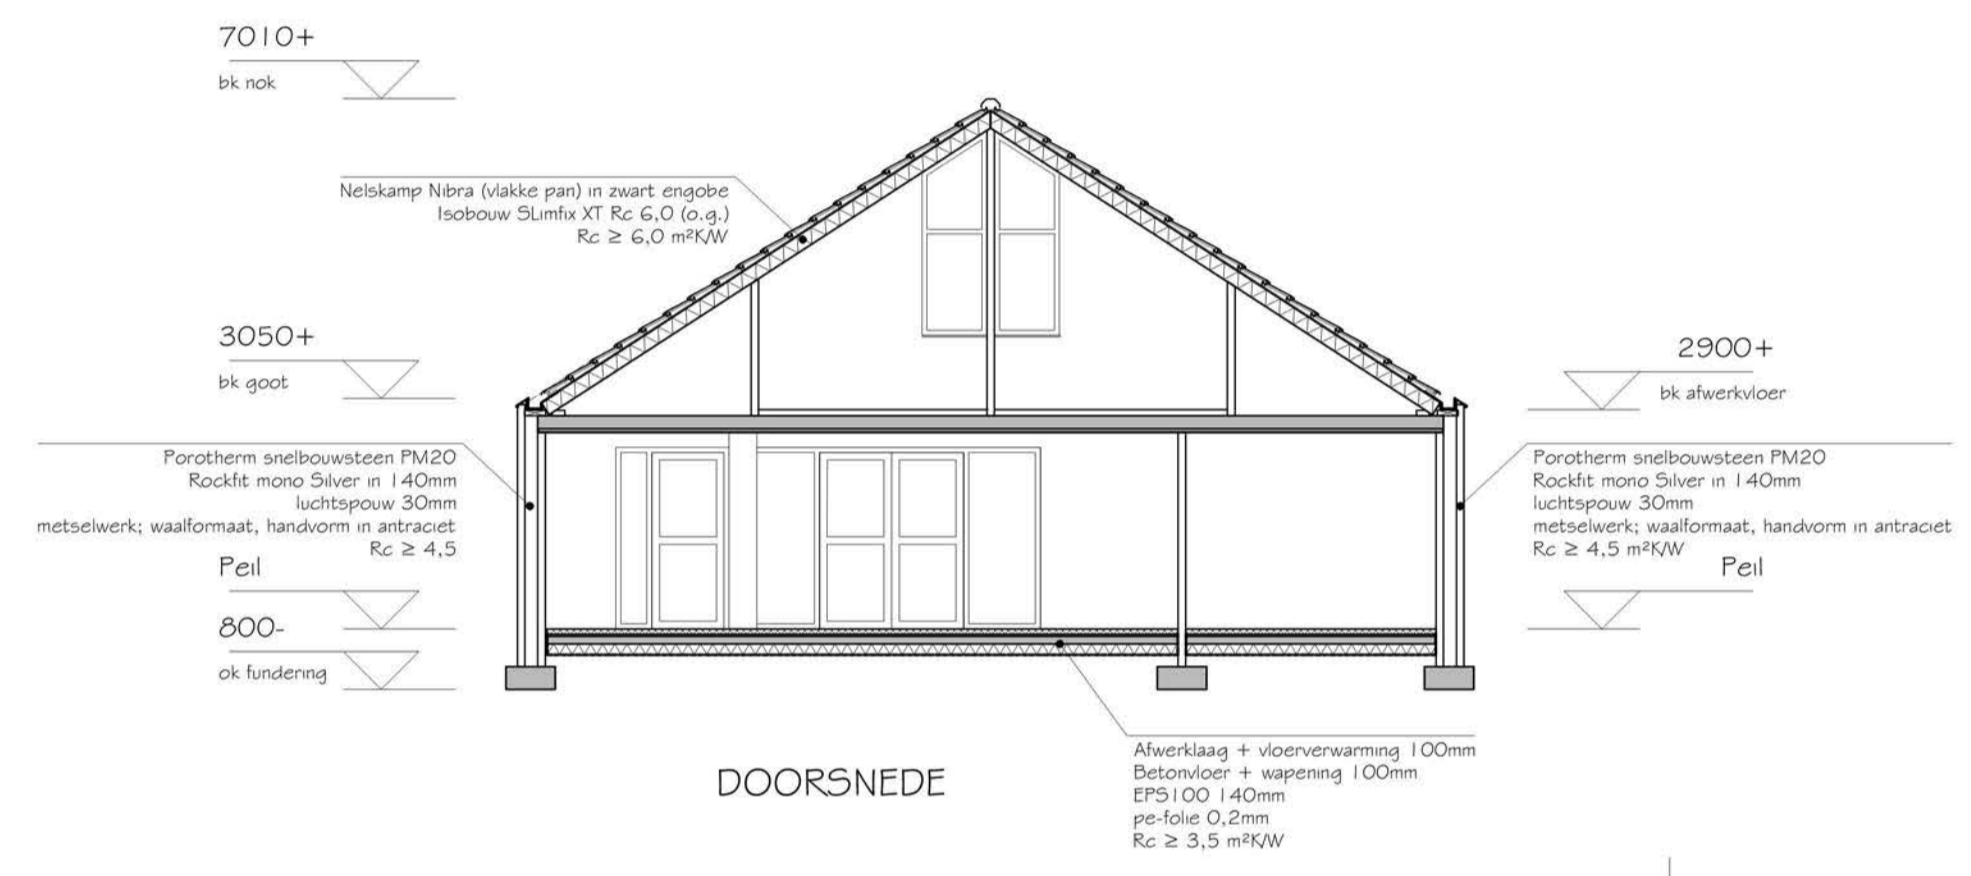 7010+
bk nok
Nelskamp Nibra (vlakke pan) in zwart engobe
Isobouw SLimfix XT Rc 6,0 (o.g.)
Rc ≥ 6,0 m²K/W
3050+
bk goot
2900+
bk afwerkvloer
Porotherm snelbouwsteen PM20
Rockfit mono Silver in 140mm
luchtspouw 30mm
metselwerk; waalformaat, handvorm in antraciet
Rc ≥ 4,5
Porotherm snelbouwsteen PM20
Rockfit mono Silver in 140mm
luchtspouw 30mm
metselwerk; waalformaat, handvorm in antraciet
Rc ≥ 4,5 m²K/W
Peil
Peil
800-
ok fundering
Afwerklaag + vloerverwarming 100mm
Betonvloer + wapening 100mm
EPS100 140mm
pe-folie 0,2mm
Rc ≥ 3,5 m²K/W
DOORSNEDE